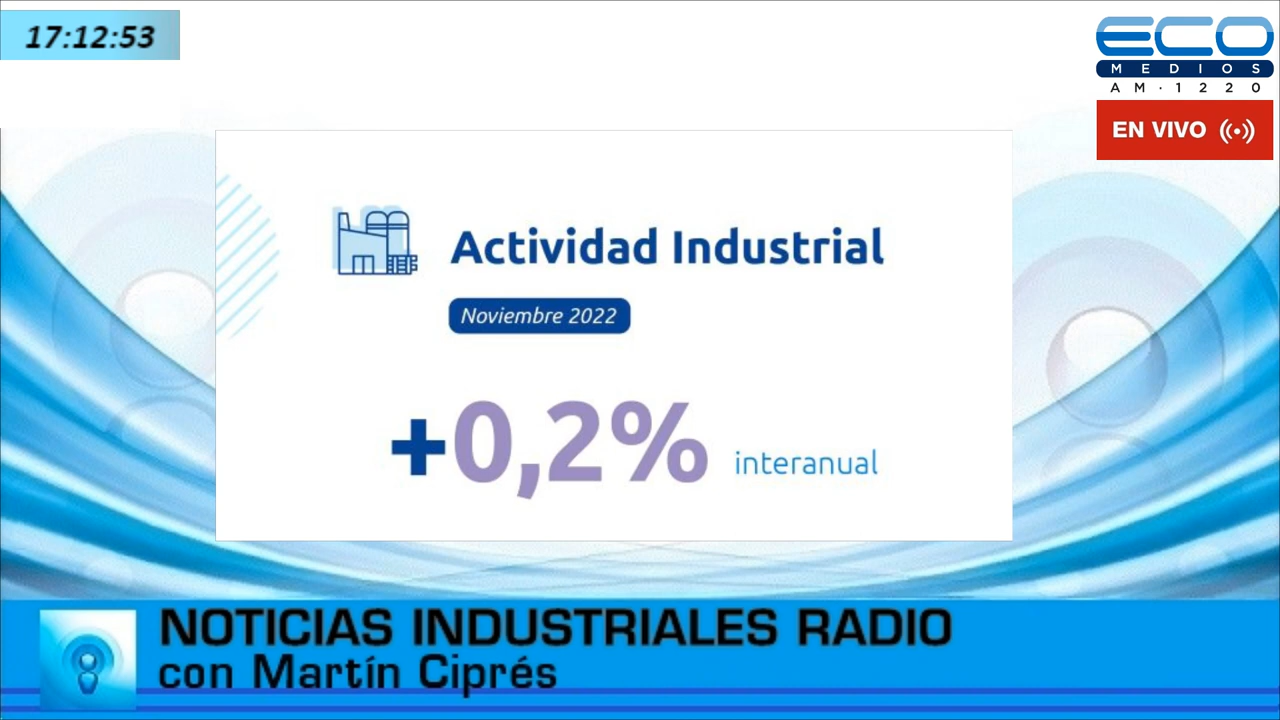 17:12:53
ECO
MEDIOS
AM·1220
EN VIVO
Actividad Industrial
Noviembre 2022
+0,2% interanual
NOTICIAS INDUSTRIALES RADIO
con Martín Ciprés